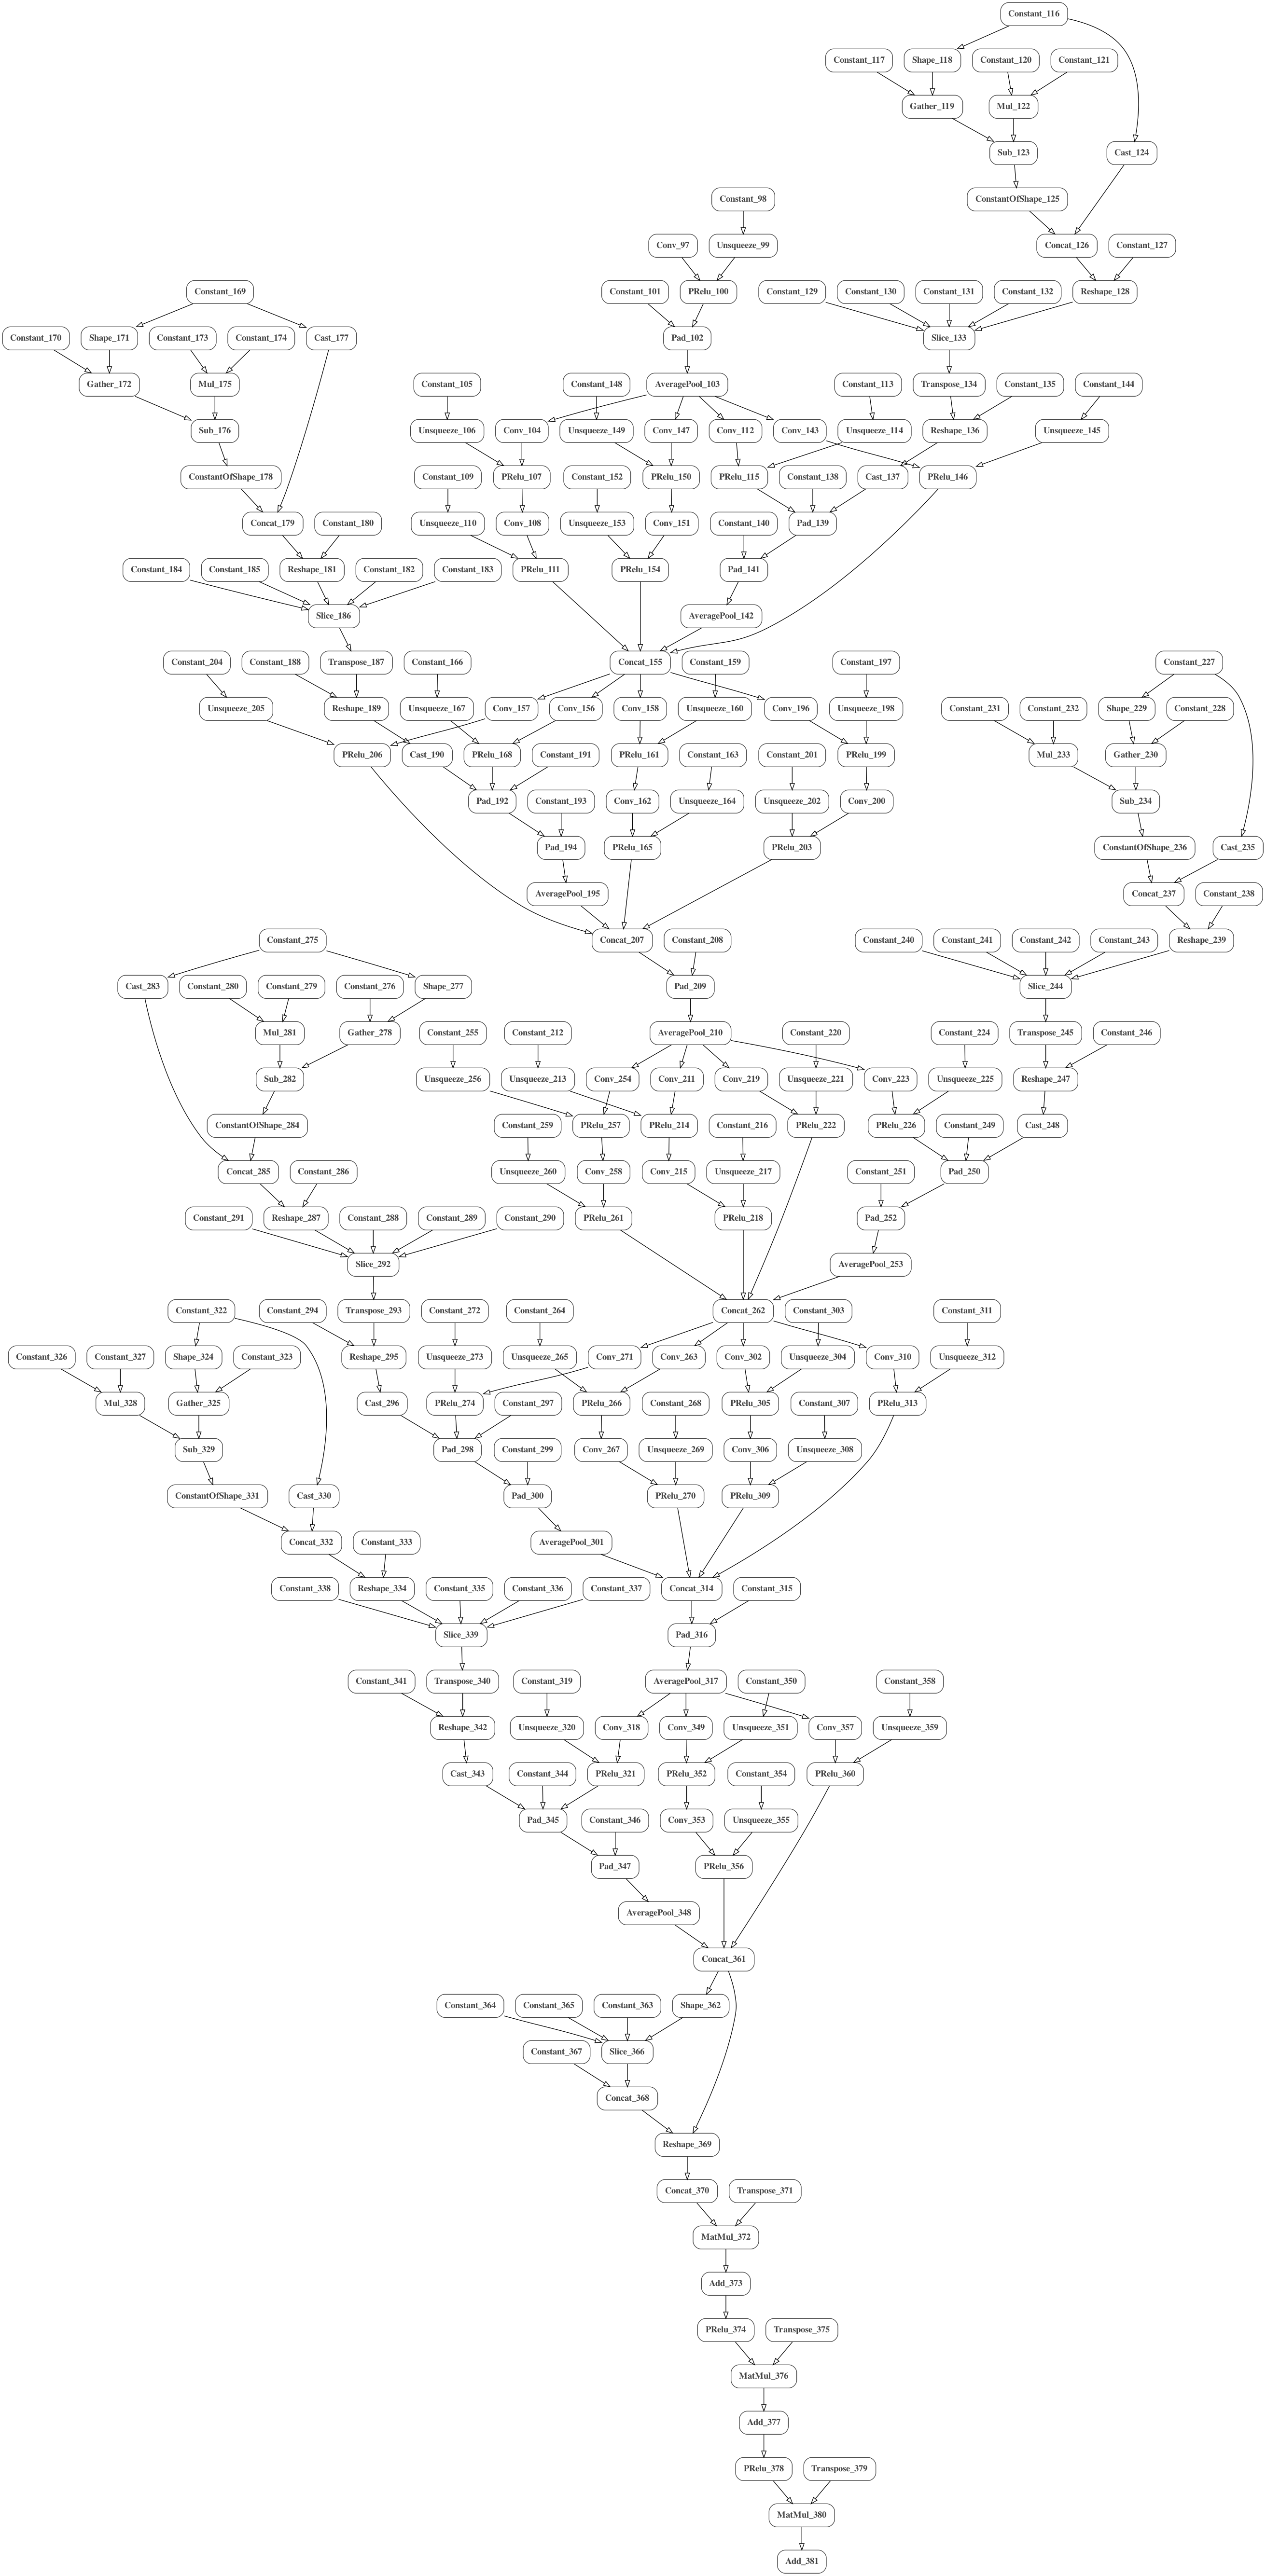 Constant_116
Constant_117
Shape_118
Constant_120
Constant_121
Gather_119
Mul_122
Sub_123
Cast_124
Constant_98
ConstantOfShape_125
Conv_97
Unsqueeze_99
Concat_126
Constant_127
Constant_169
Constant_101
PRelu_100
Constant_129
Constant_130
Constant_131
Constant_132
Reshape_128
Constant_170
Shape_171
Constant_173
Constant_174
Cast_177
Pad_102
Slice_133
Gather_172
Mul_175
Constant_105
Constant_148
AveragePool_103
Constant_113
Transpose_134
Constant_135
Constant_144
Sub_176
Unsqueeze_106
Conv_104
Unsqueeze_149
Conv_147
Conv_112
Conv_143
Unsqueeze_114
Reshape_136
Unsqueeze_145
ConstantOfShape_178
Constant_109
PRelu_107
Constant_152
PRelu_150
PRelu_115
Constant_138
Cast_137
PRelu_146
Concat_179
Constant_180
Unsqueeze_110
Conv_108
Unsqueeze_153
Conv_151
Constant_140
Pad_139
Constant_184
Constant_185
Reshape_181
Constant_182
Constant_183
PRelu_111
PRelu_154
Pad_141
Slice_186
AveragePool_142
Constant_204
Constant_188
Transpose_187
Constant_166
Concat_155
Constant_159
Constant_197
Constant_227
Unsqueeze_205
Reshape_189
Unsqueeze_167
Conv_157
Conv_156
Conv_158
Unsqueeze_160
Conv_196
Unsqueeze_198
Constant_231
Constant_232
Shape_229
Constant_228
PRelu_206
Cast_190
PRelu_168
Constant_191
PRelu_161
Constant_163
Constant_201
PRelu_199
Mul_233
Gather_230
Pad_192
Constant_193
Conv_162
Unsqueeze_164
Unsqueeze_202
Conv_200
Sub_234
Pad_194
PRelu_165
PRelu_203
ConstantOfShape_236
Cast_235
AveragePool_195
Concat_237
Constant_238
Constant_275
Concat_207
Constant_208
Constant_240
Constant_241
Constant_242
Constant_243
Reshape_239
Cast_283
Constant_280
Constant_279
Constant_276
Shape_277
Pad_209
Slice_244
Mul_281
Gather_278
Constant_255
Constant_212
AveragePool_210
Constant_220
Constant_224
Transpose_245
Constant_246
Sub_282
Unsqueeze_256
Unsqueeze_213
Conv_254
Conv_211
Conv_219
Unsqueeze_221
Conv_223
Unsqueeze_225
Reshape_247
ConstantOfShape_284
Constant_259
PRelu_257
PRelu_214
Constant_216
PRelu_222
PRelu_226
Constant_249
Cast_248
Concat_285
Constant_286
Unsqueeze_260
Conv_258
Conv_215
Unsqueeze_217
Constant_251
Pad_250
Constant_291
Reshape_287
Constant_288
Constant_289
Constant_290
PRelu_261
PRelu_218
Pad_252
Slice_292
AveragePool_253
Constant_322
Constant_294
Transpose_293
Constant_272
Constant_264
Concat_262
Constant_303
Constant_311
Constant_326
Constant_327
Shape_324
Constant_323
Reshape_295
Unsqueeze_273
Unsqueeze_265
Conv_271
Conv_263
Conv_302
Unsqueeze_304
Conv_310
Unsqueeze_312
Mul_328
Gather_325
Cast_296
PRelu_274
Constant_297
PRelu_266
Constant_268
PRelu_305
Constant_307
PRelu_313
Sub_329
Pad_298
Constant_299
Conv_267
Unsqueeze_269
Conv_306
Unsqueeze_308
ConstantOfShape_331
Cast_330
Pad_300
PRelu_270
PRelu_309
Concat_332
Constant_333
AveragePool_301
Constant_338
Reshape_334
Constant_335
Constant_336
Constant_337
Concat_314
Constant_315
Slice_339
Pad_316
Constant_341
Transpose_340
Constant_319
AveragePool_317
Constant_350
Constant_358
Reshape_342
Unsqueeze_320
Conv_318
Conv_349
Unsqueeze_351
Conv_357
Unsqueeze_359
Cast_343
Constant_344
PRelu_321
PRelu_352
Constant_354
PRelu_360
Pad_345
Constant_346
Conv_353
Unsqueeze_355
Pad_347
PRelu_356
AveragePool_348
Concat_361
Constant_364
Constant_365
Constant_363
Shape_362
Constant_367
Slice_366
Concat_368
Reshape_369
Concat_370
Transpose_371
MatMul_372
Add_373
PRelu_374
Transpose_375
MatMul_376
Add_377
PRelu_378
Transpose_379
MatMul_380
Add_381